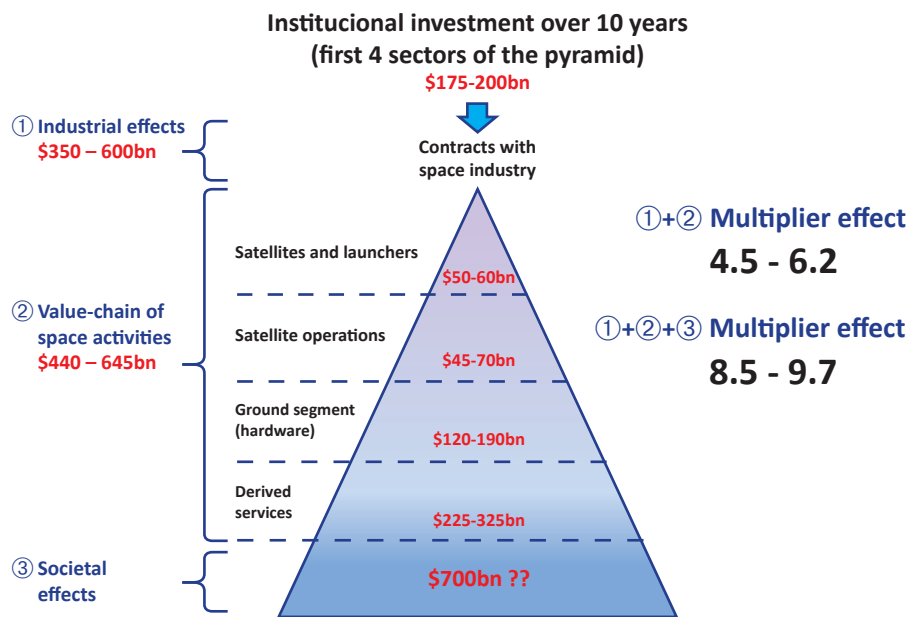 Institucional investment over 10 years
(first 4 sectors of the pyramid)
$175-200bn
① Industrial effects
$350 – 600bn
Contracts with
space industry
①+② Multiplier effect
4.5 - 6.2
Satellites and launchers
$50-60bn
② Value-chain of
space activities
$440 – 645bn
Satellite operations
$45-70bn
①+②+③ Multiplier effect
8.5 - 9.7
Ground segment
(hardware)
$120-190bn
Derived
services
$225-325bn
③ Societal
effects
$700bn ??